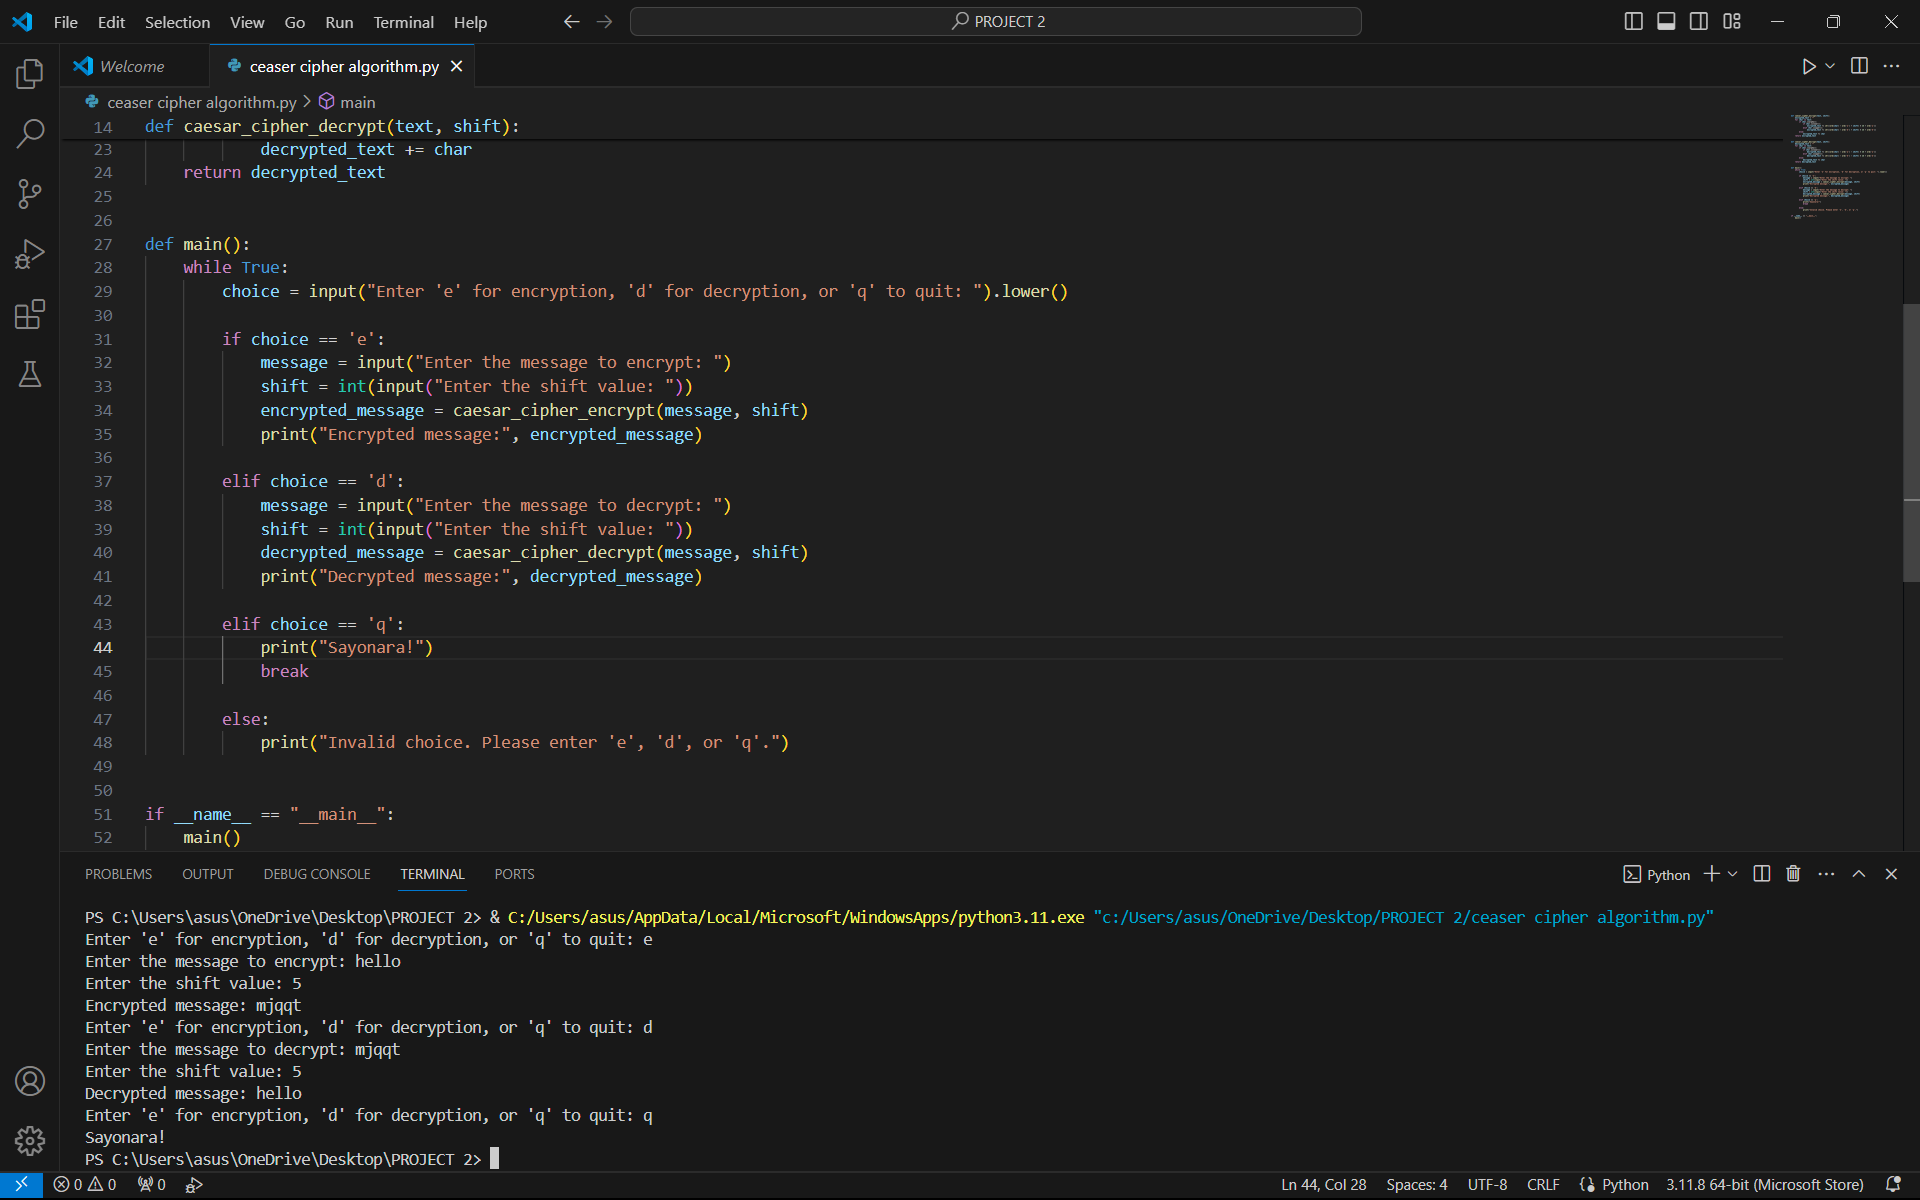 File Edit Selection View Go Run Terminal Help PROJECT 2
Welcome ceaser cipher algorithm.py
ceaser cipher algorithm.py > main
14 def caesar_cipher_decrypt(text, shift):
23 decrypted_text += char
24 return decrypted_text
25
26
27 def main():
28 while True:
29 choice = input("Enter 'e' for encryption, 'd' for decryption, or 'q' to quit: ").lower()
30
31 if choice == 'e':
32 message = input("Enter the message to encrypt: ")
33 shift = int(input("Enter the shift value: "))
34 encrypted_message = caesar_cipher_encrypt(message, shift)
35 print("Encrypted message:", encrypted_message)
36
37 elif choice == 'd':
38 message = input("Enter the message to decrypt: ")
39 shift = int(input("Enter the shift value: "))
40 decrypted_message = caesar_cipher_decrypt(message, shift)
41 print("Decrypted message:", decrypted_message)
42
43 elif choice == 'q':
44 print("Sayonara!")
45 break
46
47 else:
48 print("Invalid choice. Please enter 'e', 'd', or 'q'.")
49
50
51 if __name__ == "__main__":
52 main()
PROBLEMS OUTPUT DEBUG CONSOLE TERMINAL PORTS Python
PS C:\Users\asus\OneDrive\Desktop\PROJECT 2> & C:/Users/asus/AppData/Local/Microsoft/WindowsApps/python3.11.exe "c:/Users/asus/OneDrive/Desktop/PROJECT 2/ceaser cipher algorithm.py"
Enter 'e' for encryption, 'd' for decryption, or 'q' to quit: e
Enter the message to encrypt: hello
Enter the shift value: 5
Encrypted message: mjqqt
Enter 'e' for encryption, 'd' for decryption, or 'q' to quit: d
Enter the message to decrypt: mjqqt
Enter the shift value: 5
Decrypted message: hello
Enter 'e' for encryption, 'd' for decryption, or 'q' to quit: q
Sayonara!
PS C:\Users\asus\OneDrive\Desktop\PROJECT 2>
0 0 0 Ln 44, Col 28 Spaces: 4 UTF-8 CRLF Python 3.11.8 64-bit (Microsoft Store)